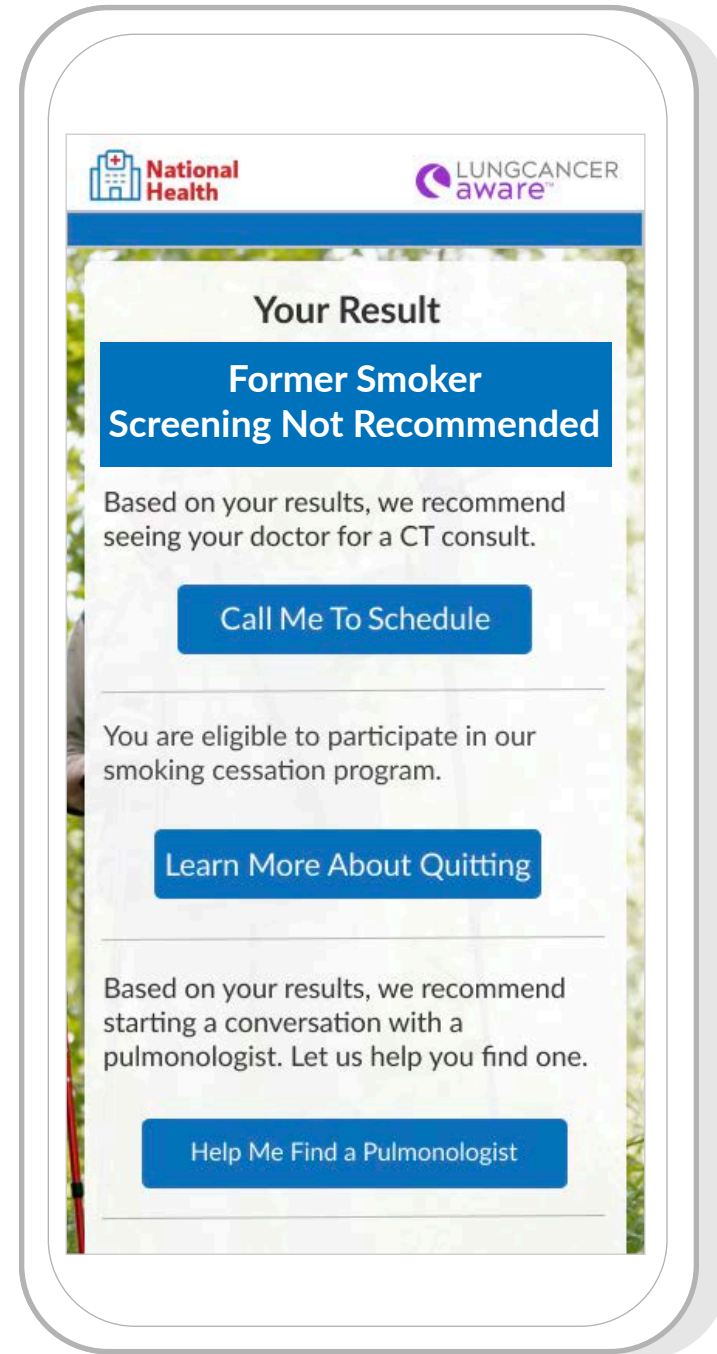 National
Health
LUNGCANCER
aware™
Your Result
Former Smoker
Screening Not Recommended
Based on your results, we recommend
seeing your doctor for a CT consult.
Call Me To Schedule
You are eligible to participate in our
smoking cessation program.
Learn More About Quitting
Based on your results, we recommend
starting a conversation with a
pulmonologist. Let us help you find one.
Help Me Find a Pulmonologist